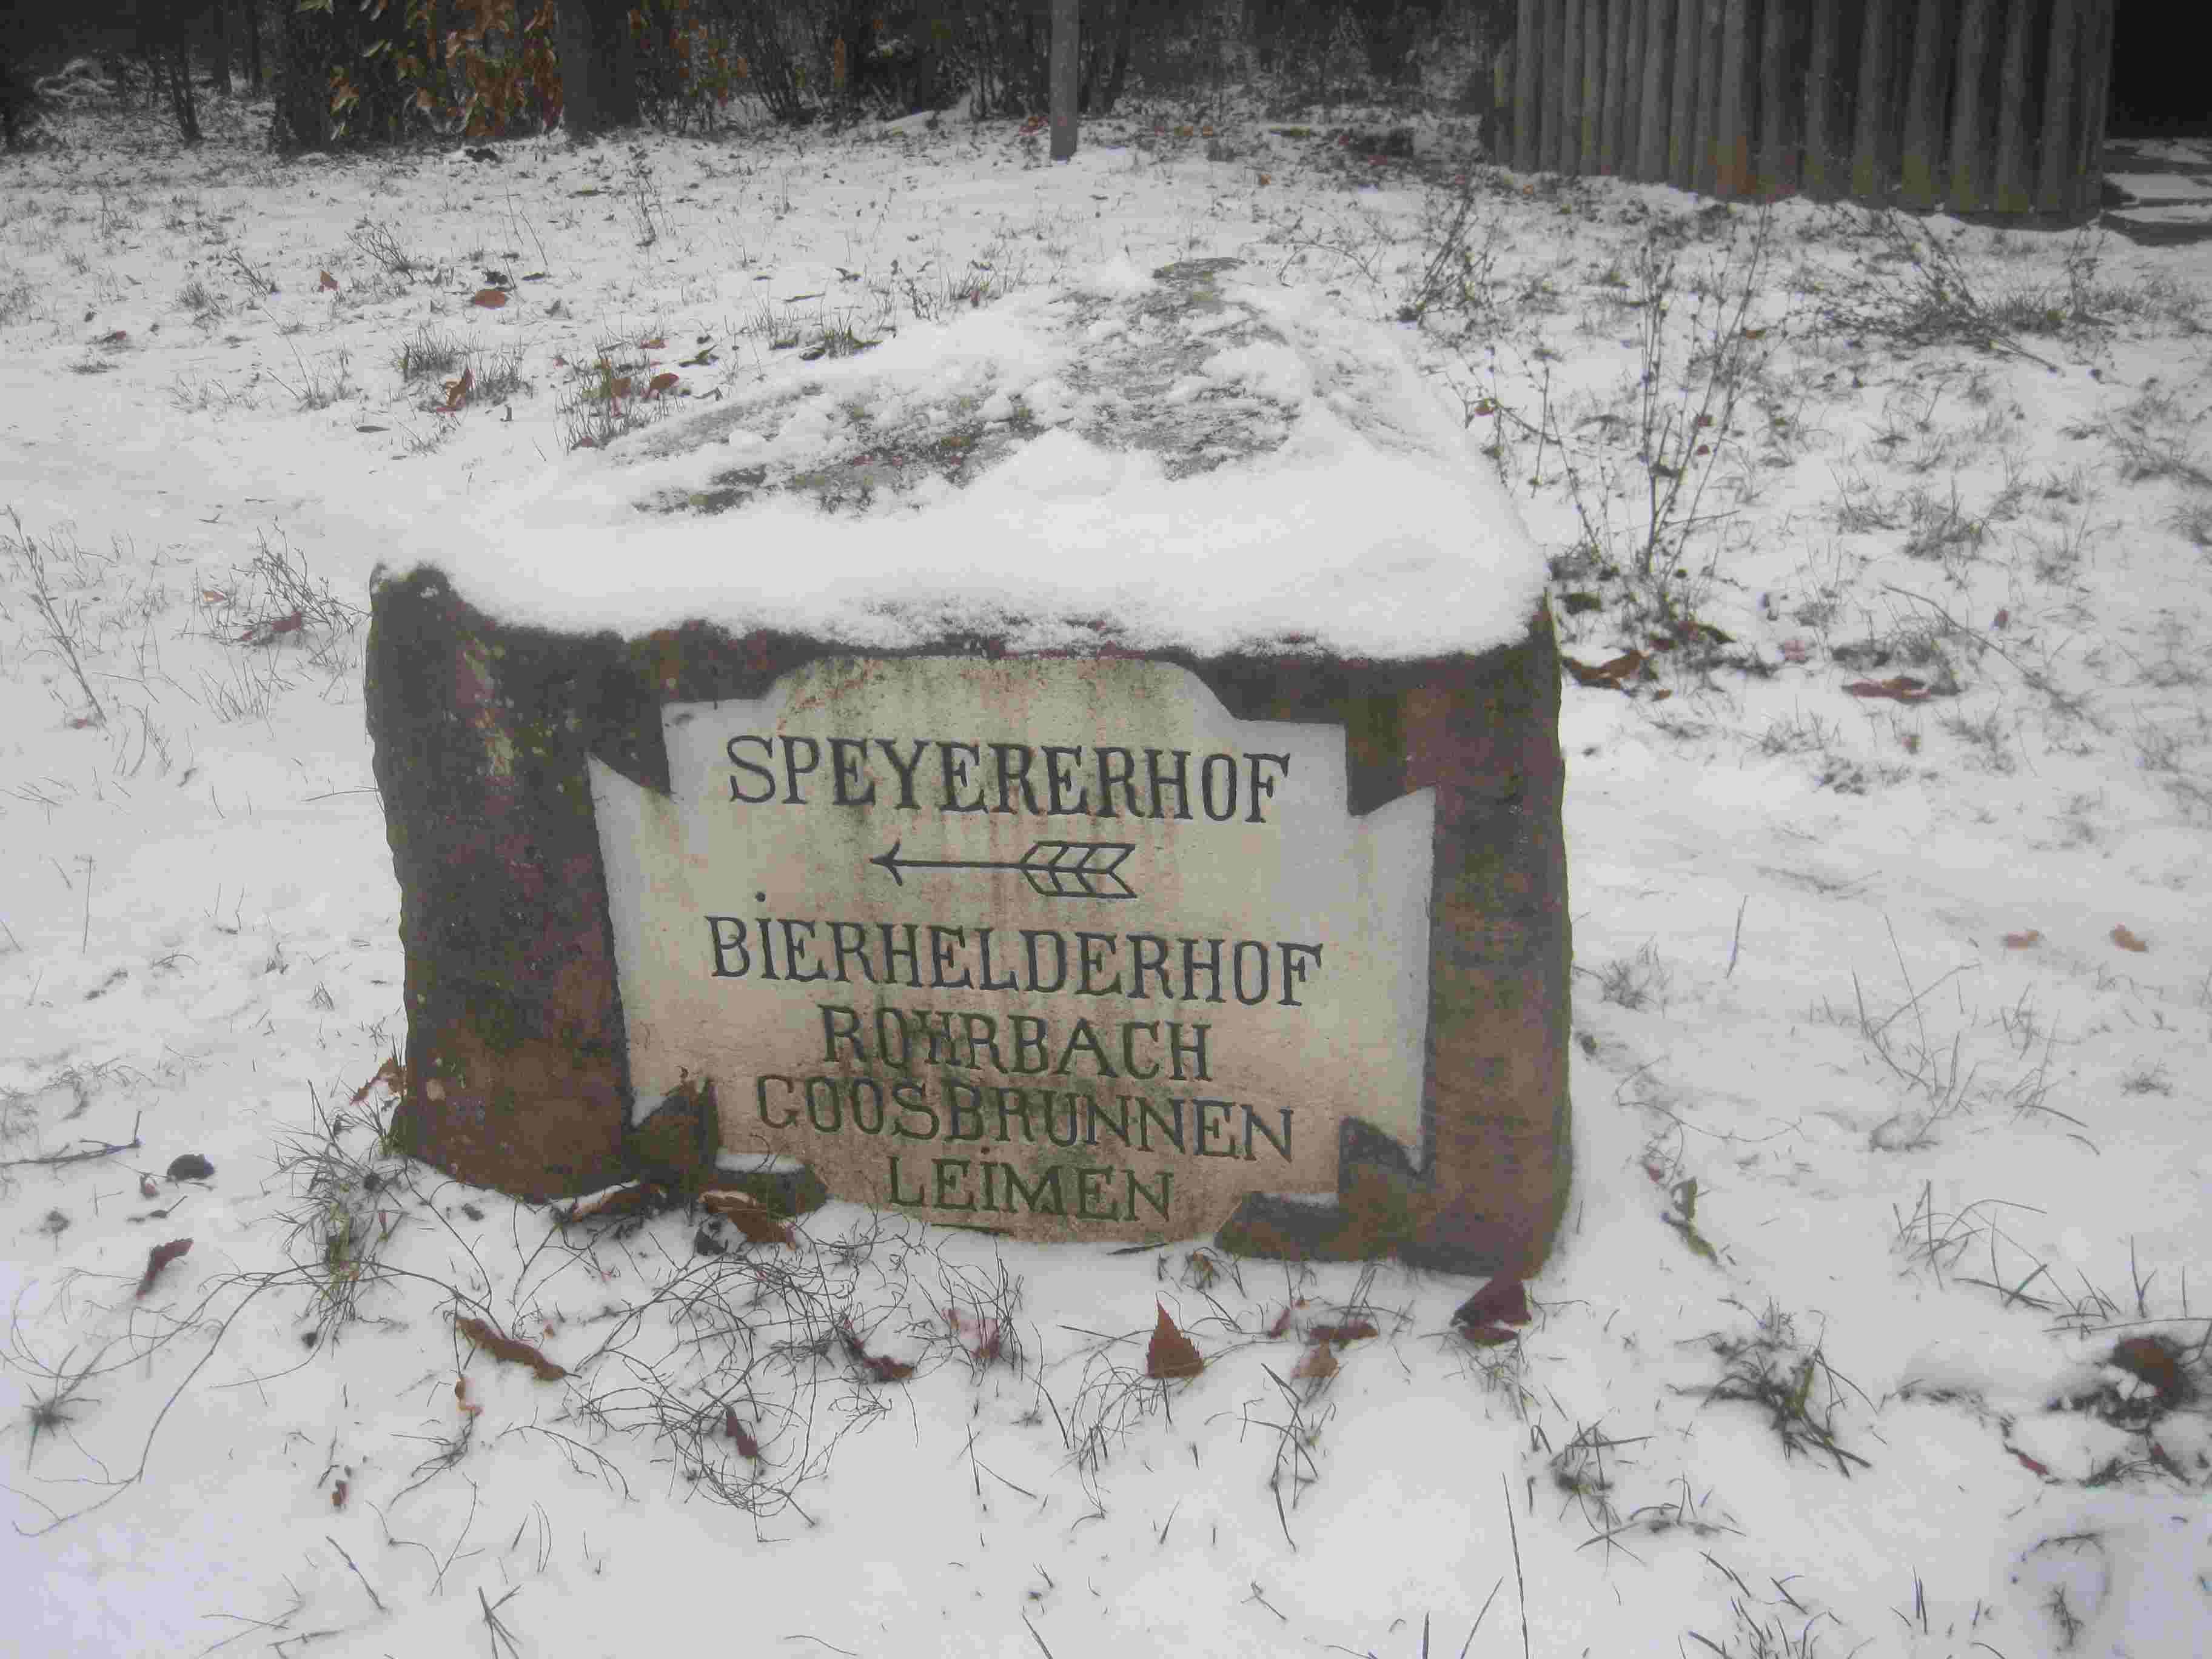 SPEYERERHOF
BiERHELDERHOF
ROHRBACH
GOOSBRUNNEN
LEiMEN